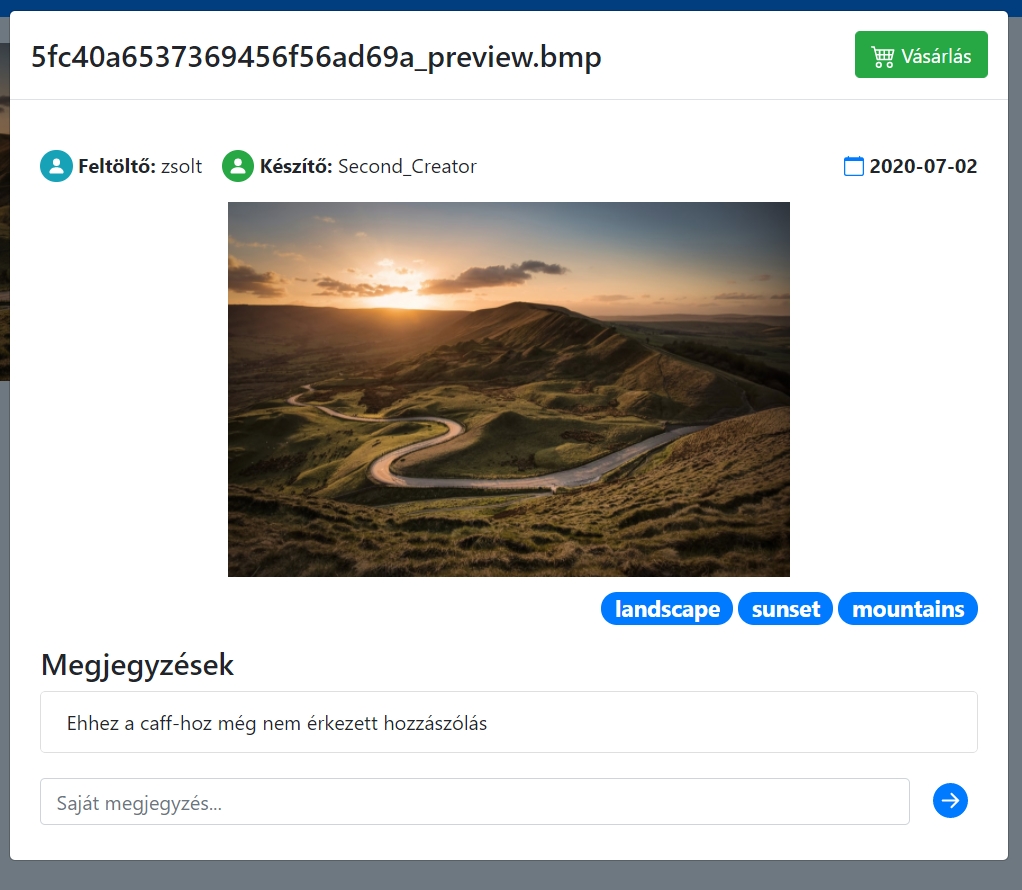 5fc40a6537369456f56ad69a_preview.bmp
Vásárlás
Feltöltő: zsolt Készítő: Second_Creator 2020-07-02
landscape sunset mountains
Megjegyzések
Ehhez a caff-hoz még nem érkezett hozzászólás
Saját megjegyzés...